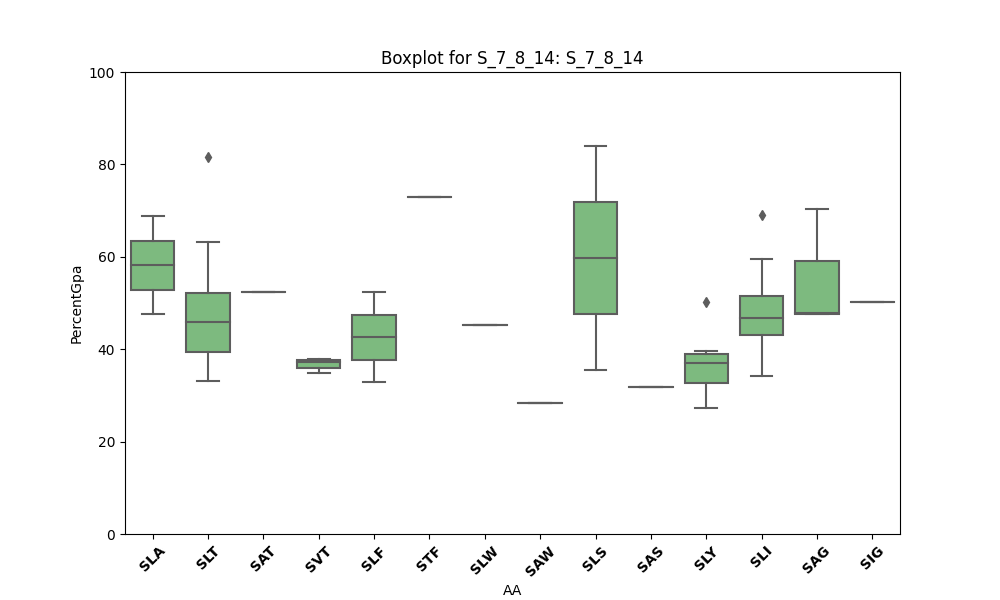 Boxplot for S_7_8_14: S_7_8_14
100
80
60
40
20
0
PercentGpa
SLA SLT SAT SVT SLF STF SLW SAW SLS SAS SLY SLI SAG SIG
AA